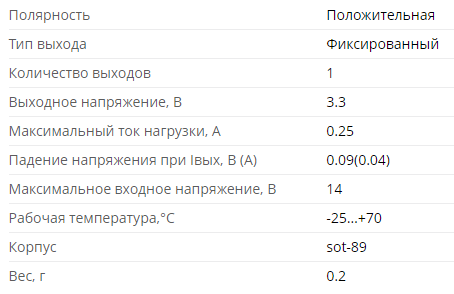 Полярность Положительная
Тип выхода Фиксированный
Количество выходов 1
Выходное напряжение, В 3.3
Максимальный ток нагрузки, А 0.25
Падение напряжения при Iвых, В (А) 0.09(0.04)
Максимальное входное напряжение, В 14
Рабочая температура,°C -25…+70
Корпус sot-89
Вес, г 0.2